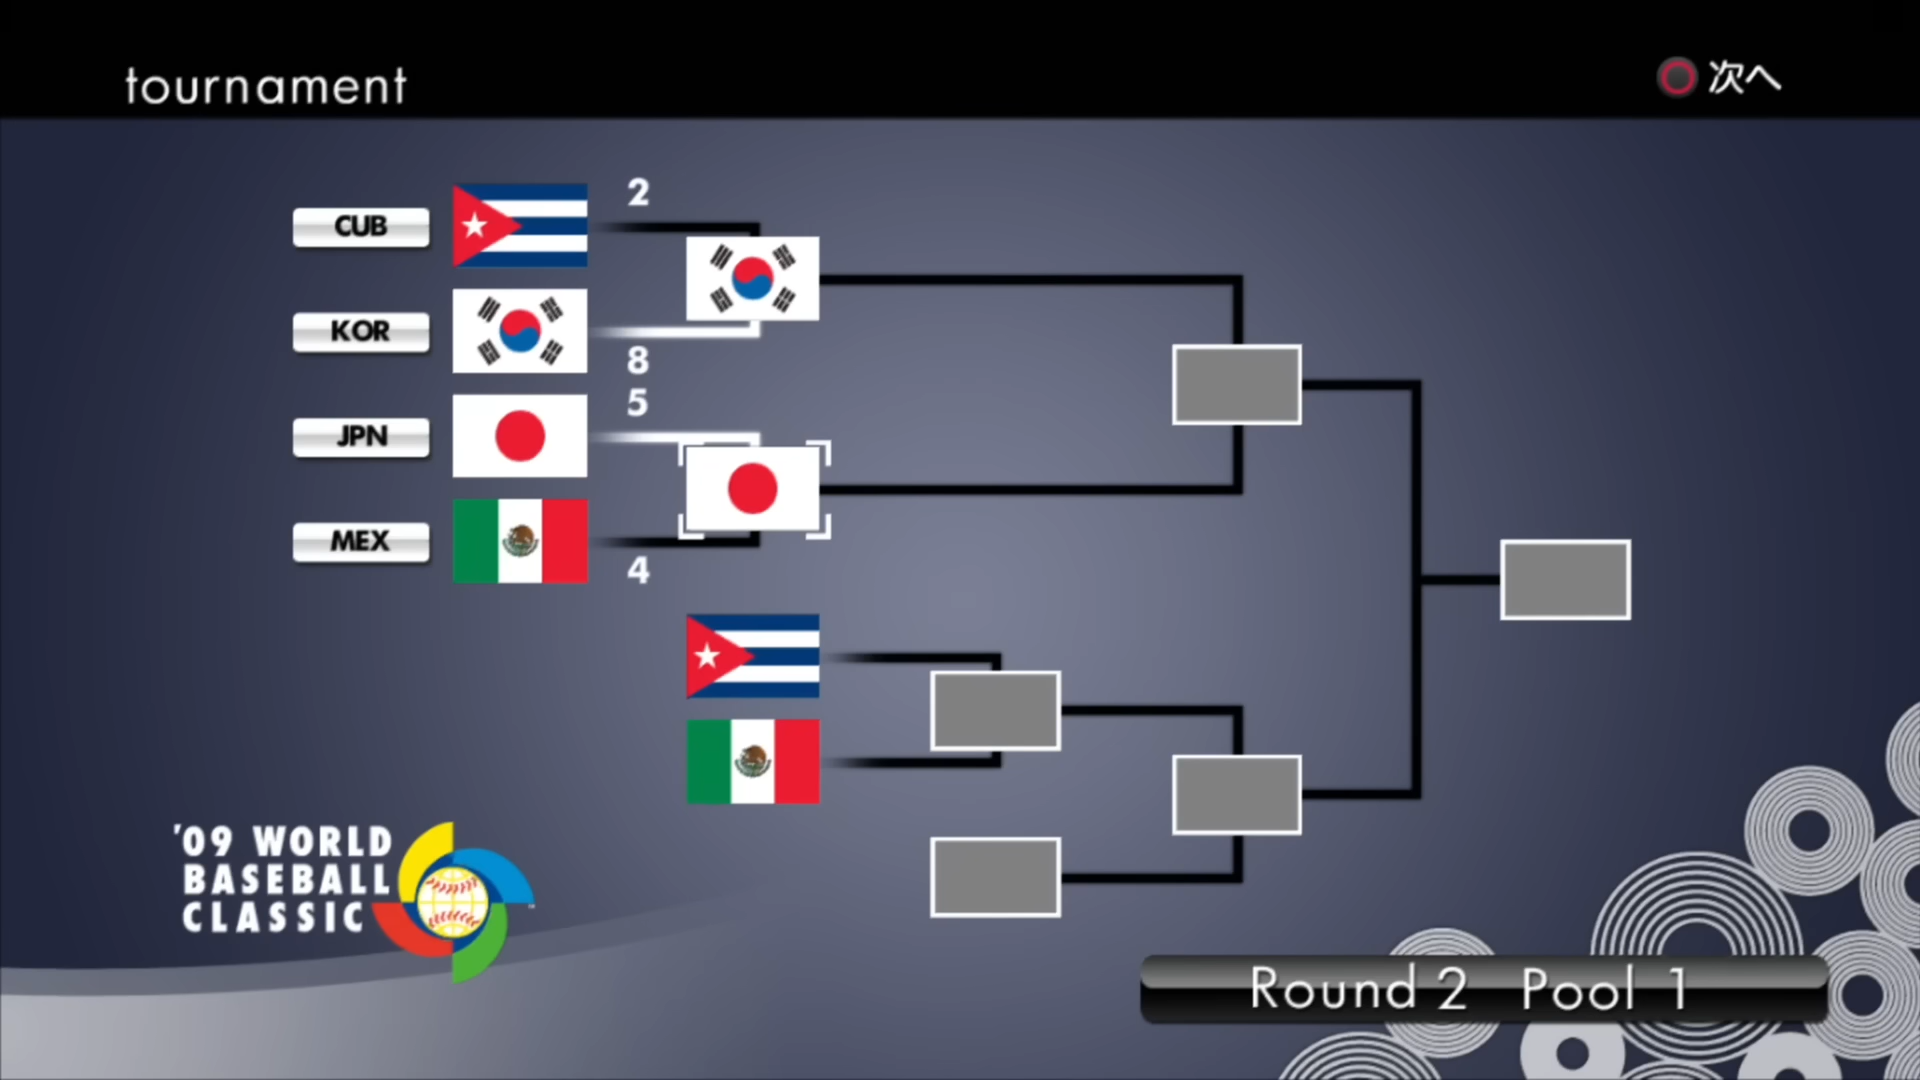 tournament
次へ
CUB
2
KOR
8
JPN
5
MEX
4
'09 WORLD
BASEBALL
CLASSIC
Round 2 Pool 1